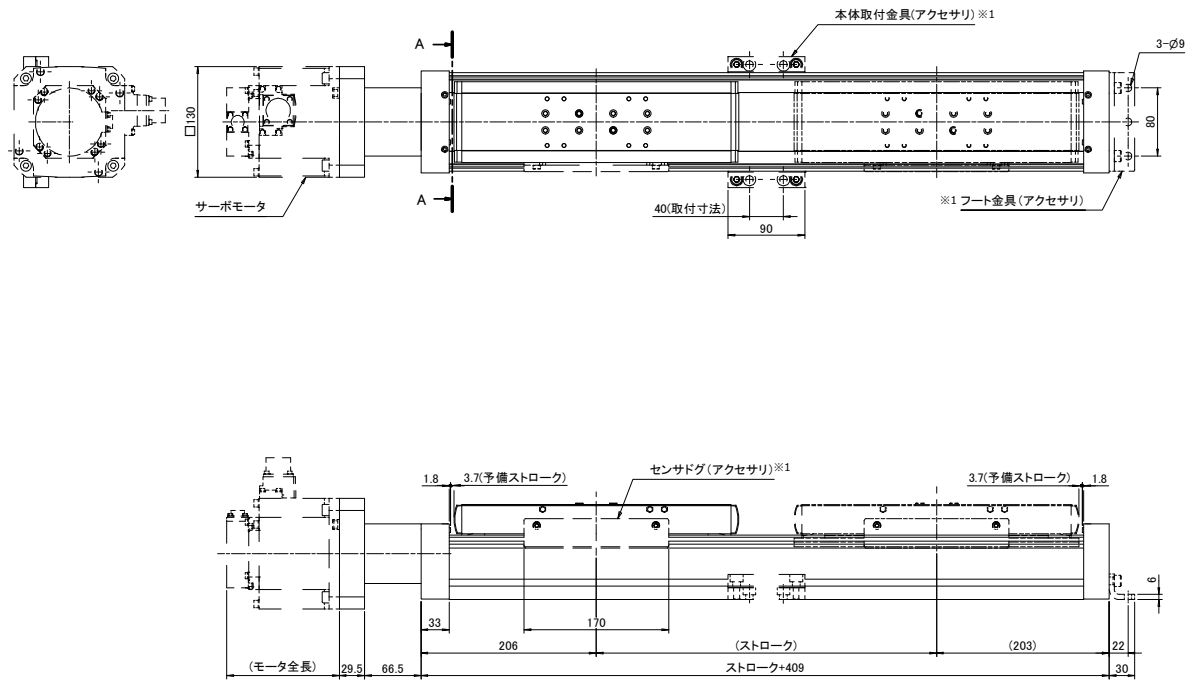 本体取付金具(アクセサリ)※1
A
3-Ø9
□130
80
サーボモータ
A
40(取付寸法)
90
※1 フート金具(アクセサリ)
センサドグ(アクセサリ)※1
1.8
3.7(予備ストローク)
3.7(予備ストローク)
1.8
6
33
170
206
(ストローク)
(203)
22
(モータ全長)
29.5
66.5
ストローク+409
30